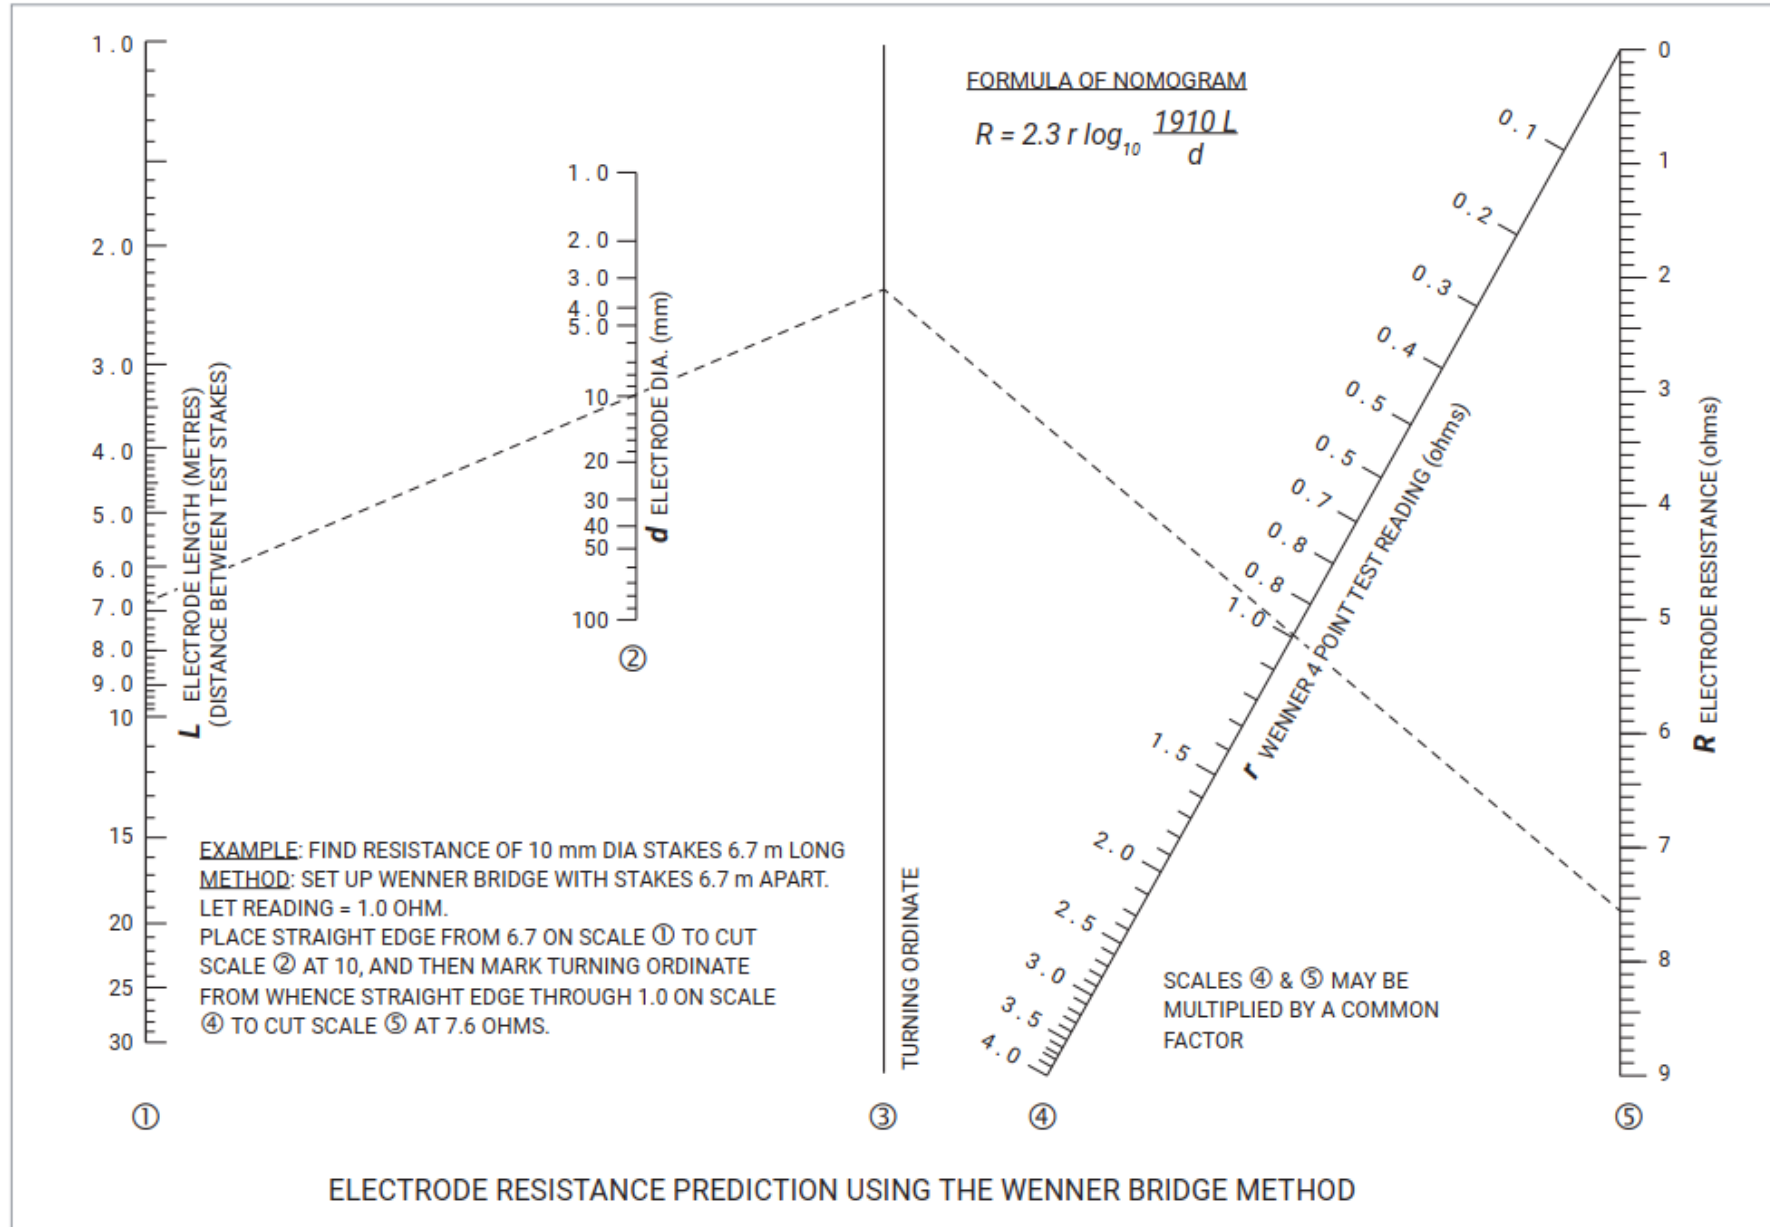 1.0
2.0
3.0
4.0
5.0
6.0
7.0
8.0
9.0
10
15
20
25
30
①
L ELECTRODE LENGTH (METRES)
(DISTANCE BETWEEN TEST STAKES)
1.0
2.0
3.0
4.0
5.0
10
20
30
40
50
100
②
d ELECTRODE DIA. (mm)
TURNING ORDINATE
③
FORMULA OF NOMOGRAM
R = 2.3 r log₁₀ 1910 L
d
0.1
0.2
0.3
0.4
0.5
0.5
0.7
0.8
0.8
1.0
1.5
2.0
2.5
3.0
3.5
4.0
④
r WENNER 4 POINT TEST READING (ohms)
0
1
2
3
4
5
6
7
8
9
⑤
R ELECTRODE RESISTANCE (ohms)
EXAMPLE: FIND RESISTANCE OF 10 mm DIA STAKES 6.7 m LONG
METHOD: SET UP WENNER BRIDGE WITH STAKES 6.7 m APART.
LET READING = 1.0 OHM.
PLACE STRAIGHT EDGE FROM 6.7 ON SCALE ① TO CUT
SCALE ② AT 10, AND THEN MARK TURNING ORDINATE
FROM WHENCE STRAIGHT EDGE THROUGH 1.0 ON SCALE
④ TO CUT SCALE ⑤ AT 7.6 OHMS.
SCALES ④ & ⑤ MAY BE
MULTIPLIED BY A COMMON
FACTOR
ELECTRODE RESISTANCE PREDICTION USING THE WENNER BRIDGE METHOD